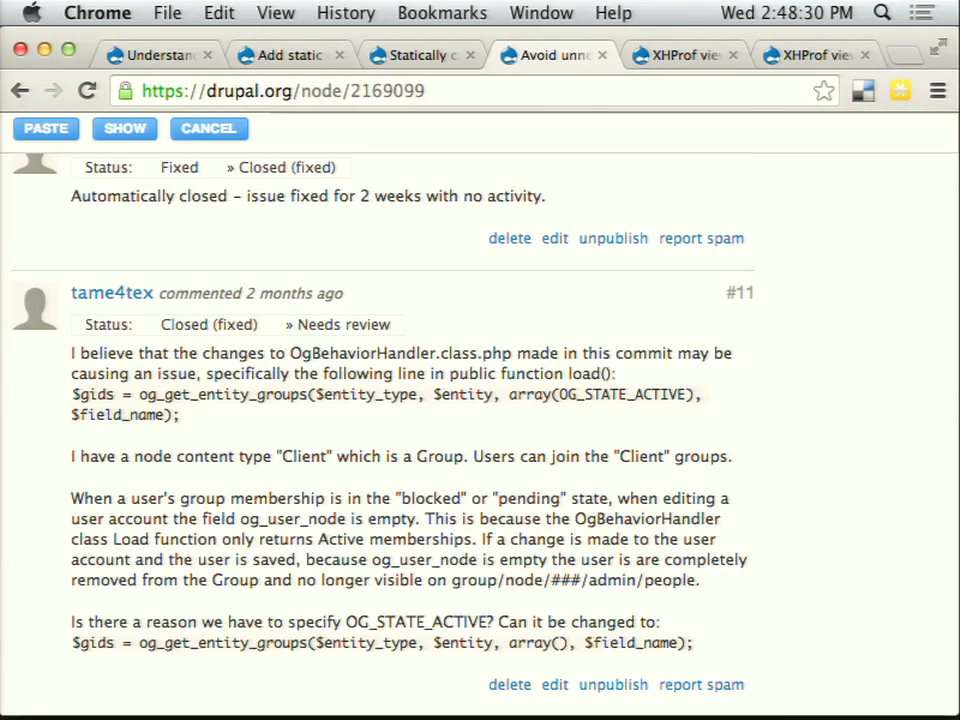 Chrome File Edit View History Bookmarks Window Help Wed 2:48:30 PM
Understan Add static Statically c Avoid unne XHProf vie XHProf vie
https://drupal.org/node/2169099
PASTE SHOW CANCEL
Status: Fixed » Closed (fixed)
Automatically closed – issue fixed for 2 weeks with no activity.
delete edit unpublish report spam
tame4tex commented 2 months ago #11
Status: Closed (fixed) » Needs review
I believe that the changes to OgBehaviorHandler.class.php made in this commit may be
causing an issue, specifically the following line in public function load():
$gids = og_get_entity_groups($entity_type, $entity, array(OG_STATE_ACTIVE),
$field_name);
I have a node content type "Client" which is a Group. Users can join the "Client" groups.
When a user's group membership is in the "blocked" or "pending" state, when editing a
user account the field og_user_node is empty. This is because the OgBehaviorHandler
class Load function only returns Active memberships. If a change is made to the user
account and the user is saved, because og_user_node is empty the user is are completely
removed from the Group and no longer visible on group/node/###/admin/people.
Is there a reason we have to specify OG_STATE_ACTIVE? Can it be changed to:
$gids = og_get_entity_groups($entity_type, $entity, array(), $field_name);
delete edit unpublish report spam